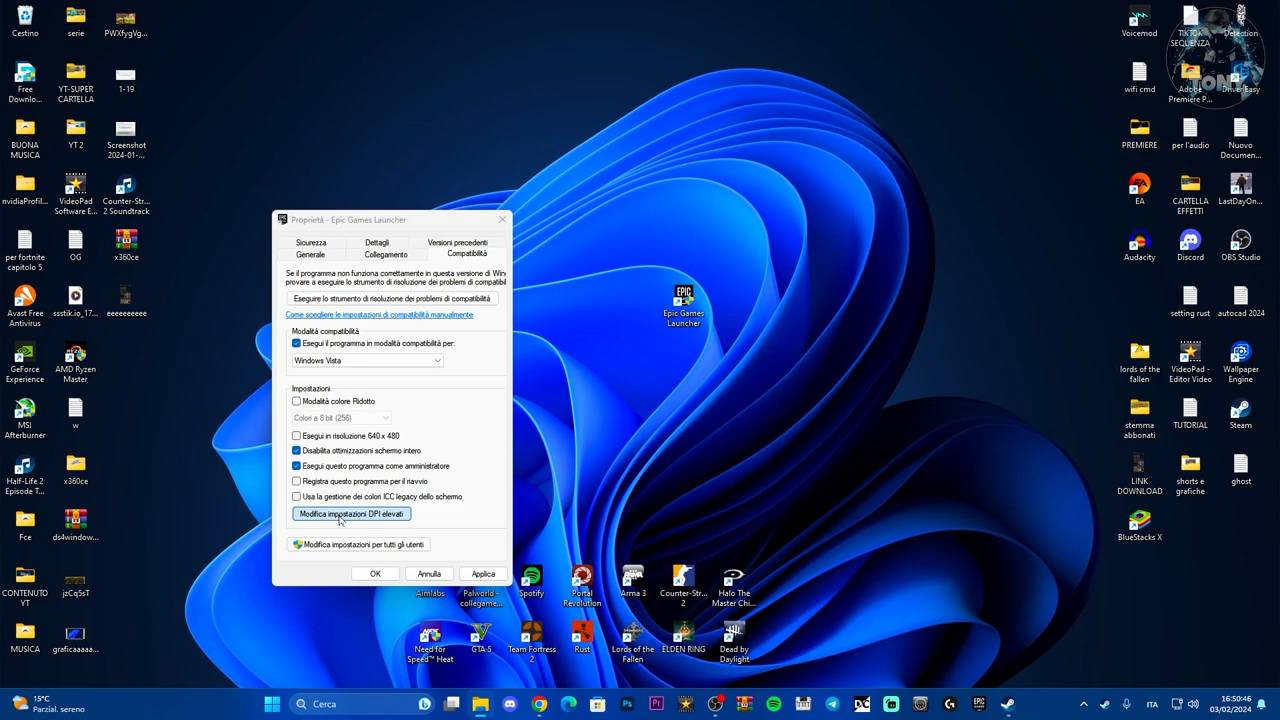 Cestino
serie
PWXfygVg...
Free
Downlo...
YT-SUPER
CARTELLA
1-19
BUONA
MUSICA
YT 2
Screenshot
2024-01-...
nvidiaProfil...
VideoPad
Software E...
Counter-Str...
2 Soundtrack
per fortnite
capitolo 5
OG
x360ce
Avast Free
Antivirus
ssstik.io_17...
eeeeeeeee
GeForce
Experience
AMD Ryzen
Master
MSI
Afterburner
w
Half-Life 2
Episode T...
x360ce
Fce
ds4window...
CONTENUTO
YT
jzCq5sT
MUSICA
graficaaaaa...
Proprietà - Epic Games Launcher
Sicurezza
Dettagli
Versioni precedenti
Generale
Collegamento
Compatibilità
Se il programma non funziona correttamente in questa versione di Wind
provare a eseguire lo strumento di risoluzione dei problemi di compatibil
Eseguire lo strumento di risoluzione dei problemi di compatibilità
Come scegliere le impostazioni di compatibilità manualmente
Modalità compatibilità
Esegui il programma in modalità compatibilità per:
Windows Vista
Impostazioni
Modalità colore Ridotto
Colori a 8 bit (256)
Esegui in risoluzione 640 x 480
Disabilita ottimizzazioni schermo intero
Esegui questo programma come amministratore
Registra questo programma per il riavvio
Usa la gestione dei colori ICC legacy dello schermo
Modifica impostazioni DPI elevati
Modifica impostazioni per tutti gli utenti
OK
Annulla
Applica
EPIC
Epic Games
Launcher
Aimlabs
Palworld -
collegame...
Spotify
Portal
Revolution
Arma 3
Counter-Str...
2
Halo The
Master Chi...
Need for
Speed™ Heat
GTA 5
Team Fortress
2
Rust
Lords of the
Fallen
ELDEN RING
Dead by
Daylight
Voicemod
TIKTOK
SEQUENZA
Detection
TONY
wifi cmd
Adobe
Premiere P...
Driver Easy
PREMIERE
per l'audio
Nuovo
Documen...
EA
CARTELLA
EFFETTI
LastDayOn...
Audacity
Discord
OBS Studio
setting rust
autocad 2024
lords of the
fallen
VideoPad -
Editor Video
Wallpaper
Engine
stemma
abbonati
TUTORIAL
Steam
LINK
DOWNLOAD
shorts e
grafiche
ghost
BlueStacks X
15°C
Parzial. sereno
Cerca
ITA
16:50:46
03/02/2024